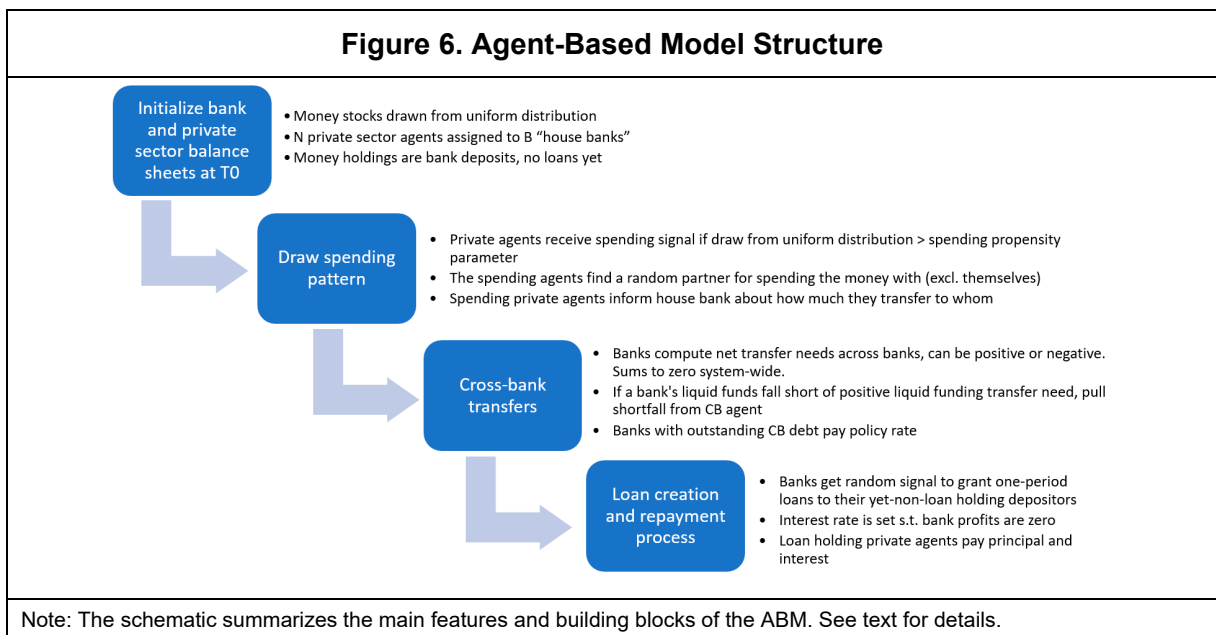 Figure 6. Agent-Based Model Structure
Initialize bank
and private
sector balance
sheets at T0
• Money stocks drawn from uniform distribution
• N private sector agents assigned to B “house banks”
• Money holdings are bank deposits, no loans yet
Draw spending
pattern
• Private agents receive spending signal if draw from uniform distribution > spending propensity
parameter
• The spending agents find a random partner for spending the money with (excl. themselves)
• Spending private agents inform house bank about how much they transfer to whom
Cross-bank
transfers
• Banks compute net transfer needs across banks, can be positive or negative.
Sums to zero system-wide.
• If a bank's liquid funds fall short of positive liquid funding transfer need, pull
shortfall from CB agent
• Banks with outstanding CB debt pay policy rate
Loan creation
and repayment
process
• Banks get random signal to grant one-period
loans to their yet-non-loan holding depositors
• Interest rate is set s.t. bank profits are zero
• Loan holding private agents pay principal and
interest
Note: The schematic summarizes the main features and building blocks of the ABM. See text for details.